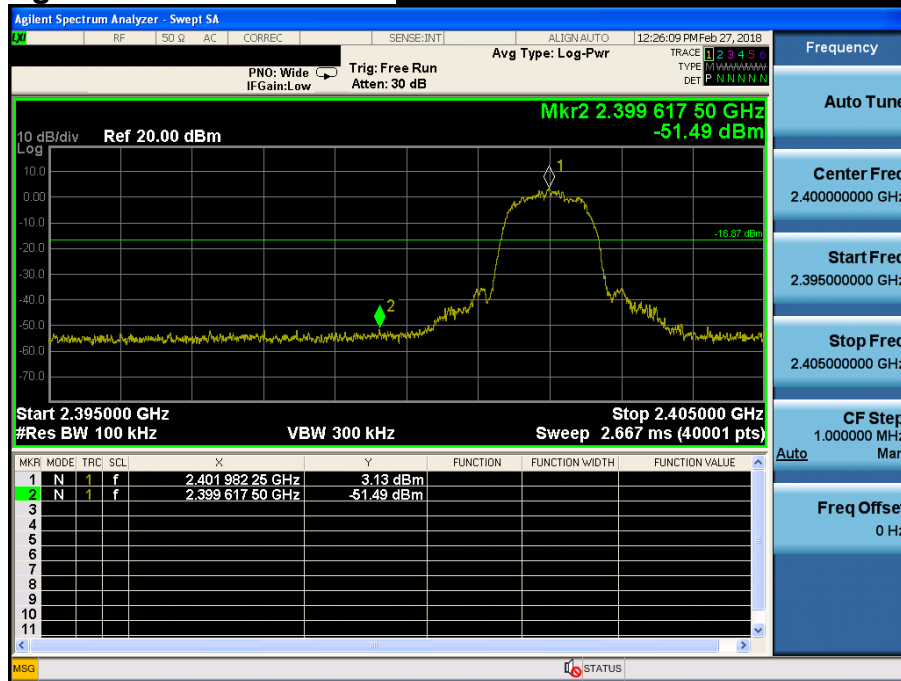 Agilent Spectrum Analyzer - Swept SA
LXI RF 50 Ω AC CORREC SENSE:INT ALIGN AUTO 12:26:09 PM Feb 27, 2018
Frequency
Avg Type: Log-Pwr TRACE 1 2 3 4 5 6
PNO: Wide Trig: Free Run TYPE M WWWWW
IFGain:Low Atten: 30 dB DET P N N N N N
Auto Tune
Mkr2 2.399 617 50 GHz
10 dB/div Ref 20.00 dBm -51.49 dBm
Log
10.0
0.00
-10.0
-20.0
-30.0
-40.0
-50.0
-60.0
-70.0
1
-16.87 dBm
2
Center Freq
2.400000000 GHz
Start Freq
2.395000000 GHz
Stop Freq
2.405000000 GHz
Start 2.395000 GHz Stop 2.405000 GHz
#Res BW 100 kHz VBW 300 kHz Sweep 2.667 ms (40001 pts)
CF Step
1.000000 MHz
Auto Man
MKR MODE TRC SCL X Y FUNCTION FUNCTION WIDTH FUNCTION VALUE
1 N 1 f 2.401 982 25 GHz 3.13 dBm
2 N 1 f 2.399 617 50 GHz -51.49 dBm
3
4
5
6
7
8
9
10
11
Freq Offset
0 Hz
MSG STATUS